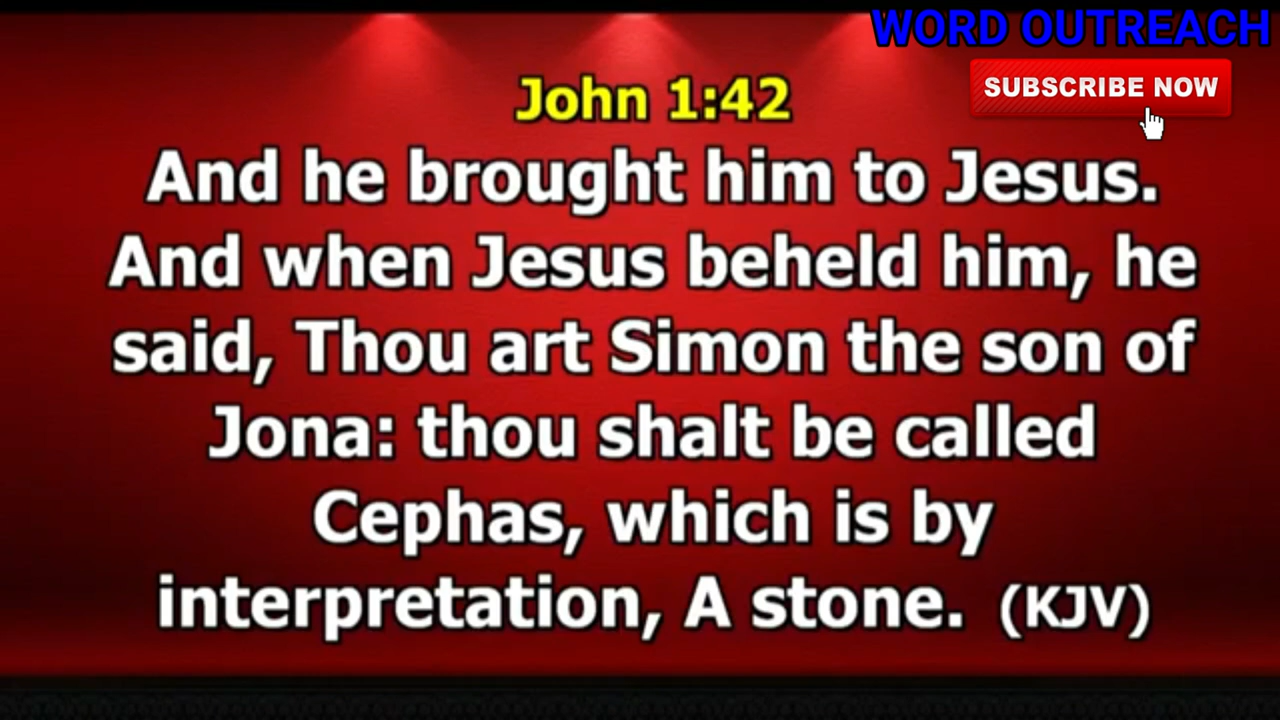 WORD OUTREACH
SUBSCRIBE NOW
John 1:42
And he brought him to Jesus.
And when Jesus beheld him, he
said, Thou art Simon the son of
Jona: thou shalt be called
Cephas, which is by
interpretation, A stone. (KJV)